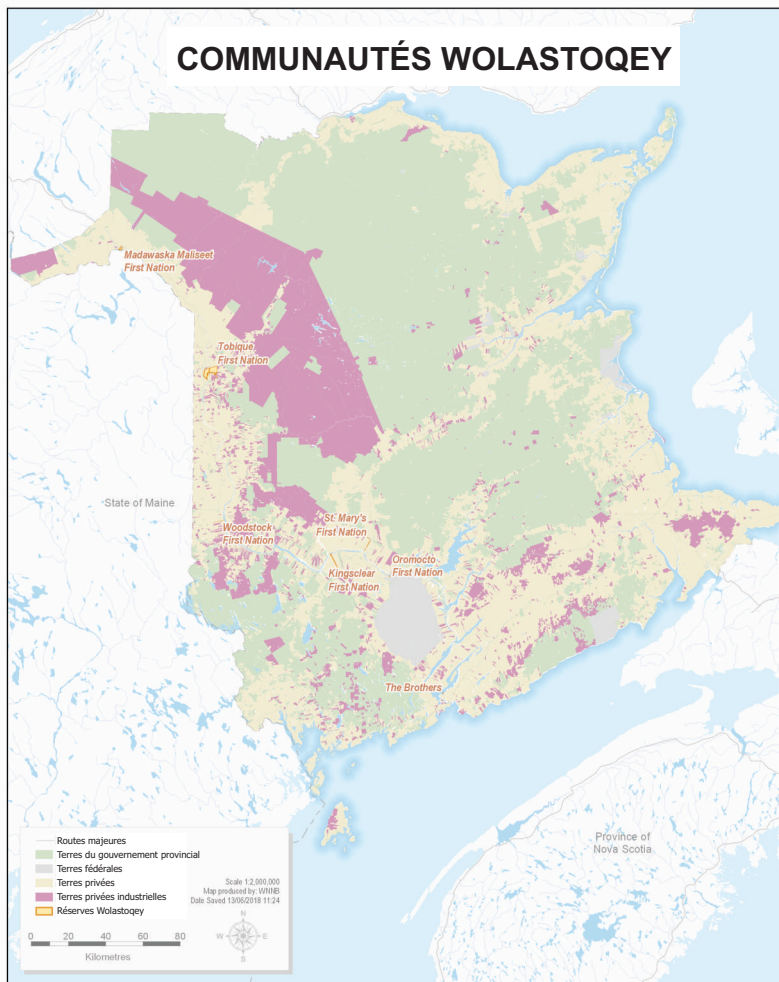 COMMUNAUTÉS WOLASTOQEY
Madawaska Maliseet
First Nation
Tobique
First Nation
State of Maine
Woodstock
First Nation
St. Mary's
First Nation
Kingsclear
First Nation
Oromocto
First Nation
The Brothers
Province of
Nova Scotia
Routes majeures
Terres du gouvernement provincial
Terres fédérales
Terres privées
Terres privées industrielles
Réserves Wolastoqey
Scale 1:2,000,000
Map produced by: WNNB
Date Saved 13/06/2018 11:24
N
W E
S
0 20 40 60 80
Kilometres